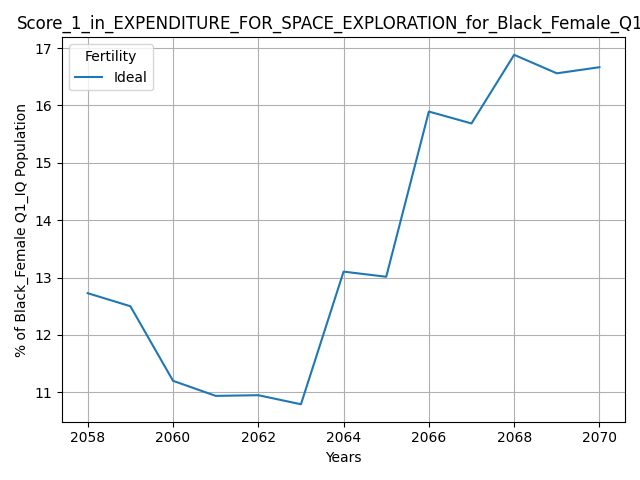 Score_1_in_EXPENDITURE_FOR_SPACE_EXPLORATION_for_Black_Female_Q1
Fertility
Ideal
% of Black_Female Q1_IQ Population
17
16
15
14
13
12
11
2058 2060 2062 2064 2066 2068 2070
Years